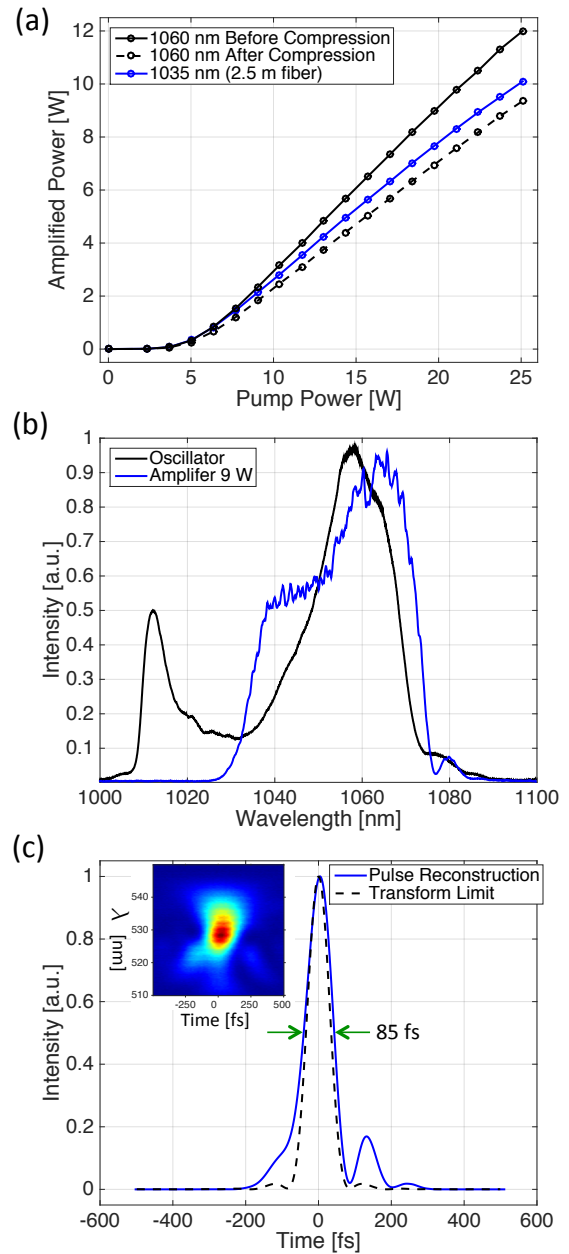 (a)
12
10
8
6
4
2
0
Amplified Power [W]
1060 nm Before Compression
1060 nm After Compression
1035 nm (2.5 m fiber)
0 5 10 15 20 25
Pump Power [W]
(b)
1
0.9
0.8
0.7
0.6
0.5
0.4
0.3
0.2
0.1
Intensity [a.u.]
Oscillator
Amplifer 9 W
1000 1020 1040 1060 1080 1100
Wavelength [nm]
(c)
1
0.8
0.6
0.4
0.2
0
Intensity [a.u.]
540
530
520
510
λ [nm]
-250 0 250 500
Time [fs]
Pulse Reconstruction
Transform Limit
85 fs
-600 -400 -200 0 200 400 600
Time [fs]